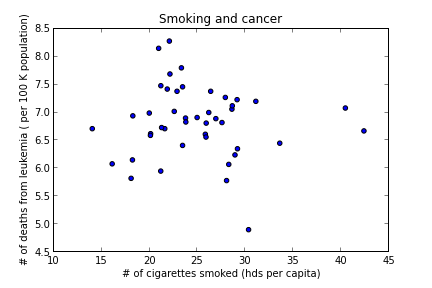 Smoking and cancer
# of deaths from leukemia ( per 100 K population)
8.5
8.0
7.5
7.0
6.5
6.0
5.5
5.0
4.5
10 15 20 25 30 35 40 45
# of cigarettes smoked (hds per capita)